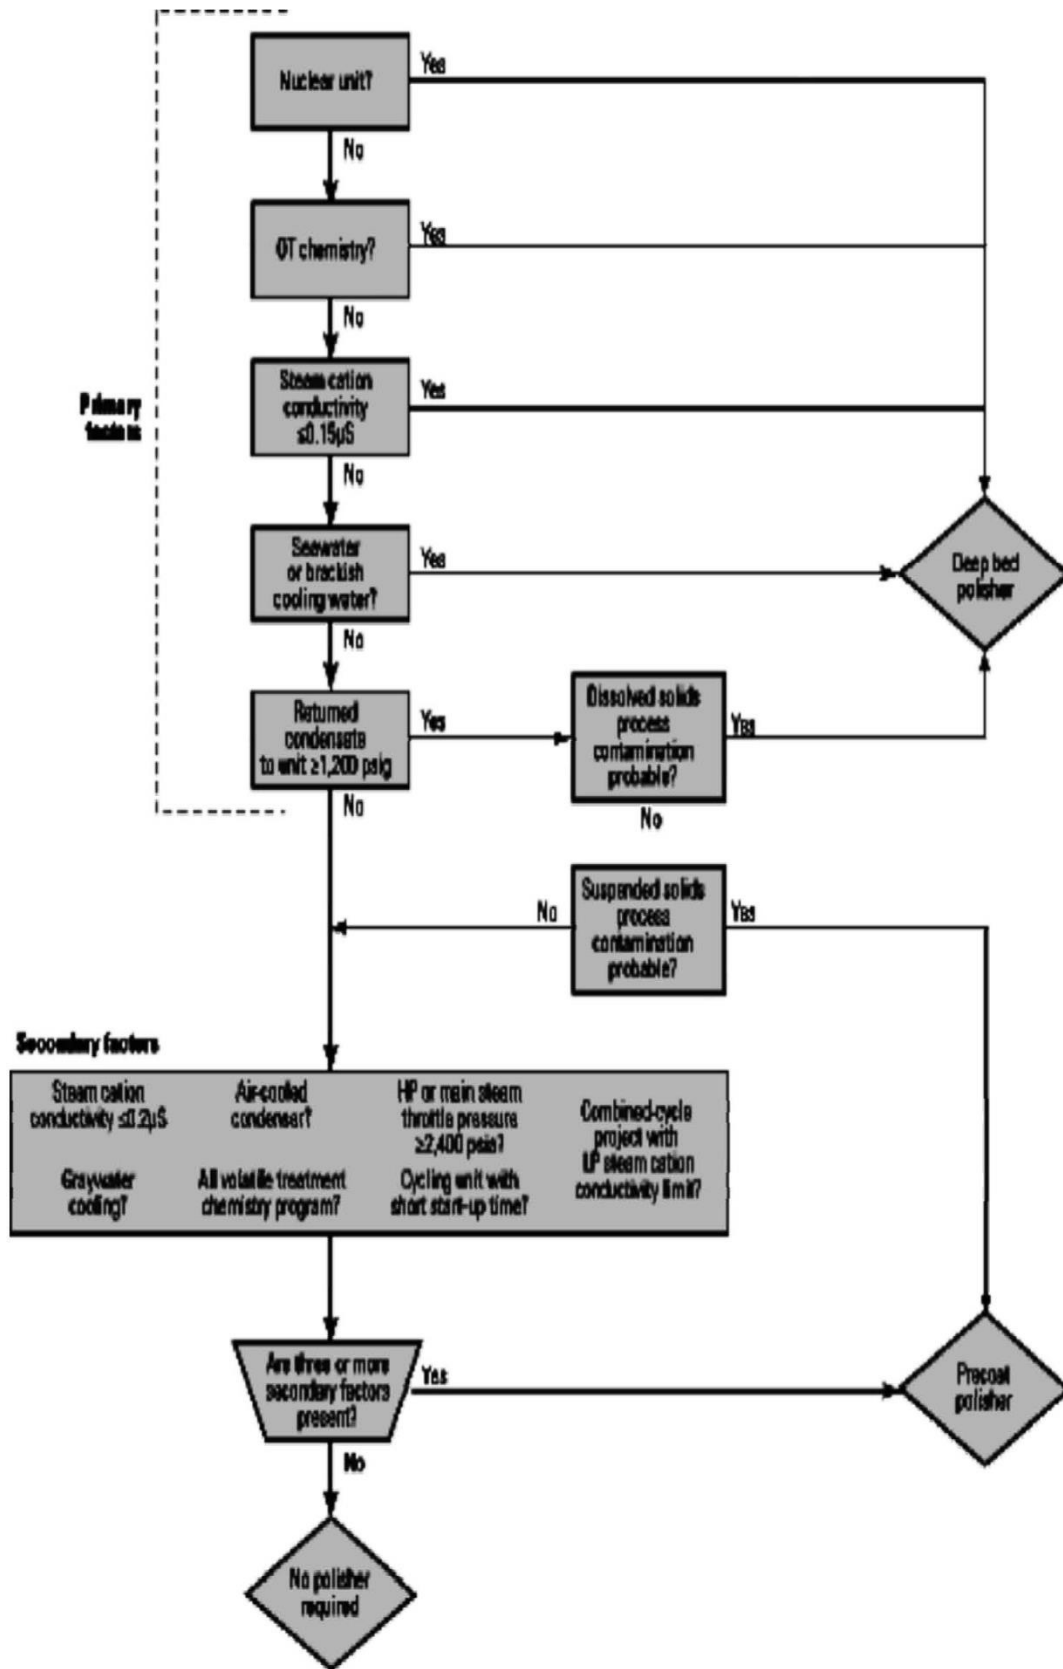 Nuclear unit?
Yes
No
OT chemistry?
Yes
No
Primary
factors
Steam cation
conductivity
≤0.15µS
Yes
No
Seawater
or brackish
cooling water?
Yes
No
Deep bed
polisher
Returned
condensate
to unit ≥1,200 psig
Yes
No
Dissolved solids
process
contamination
probable?
Yes
No
Suspended solids
process
contamination
probable?
No
Yes
Secondary factors
Steam cation
conductivity ≤0.2µS
Air-cooled
condenser?
HP or main steam
throttle pressure
≥2,400 psia?
Combined-cycle
project with
LP steam cation
conductivity limit?
Graywater
cooling?
All volatile treatment
chemistry program?
Cycling unit with
short start-up time?
Are three or more
secondary factors
present?
Yes
No
Precoat
polisher
No polisher
required